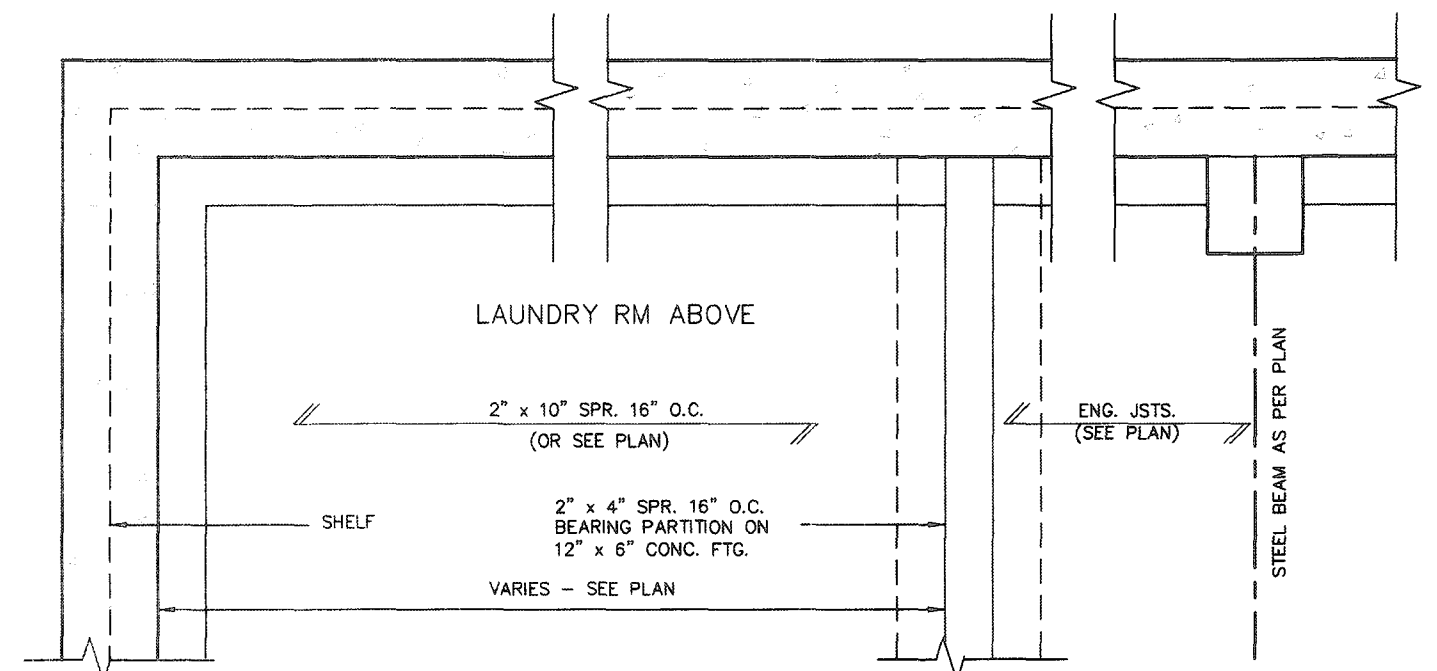 LAUNDRY RM ABOVE
2" x 10" SPR. 16" O.C.
(OR SEE PLAN)
ENG. JSTS.
(SEE PLAN)
STEEL BEAM AS PER PLAN
SHELF
2" x 4" SPR. 16" O.C.
BEARING PARTITION ON
12" x 6" CONC. FTG.
VARIES – SEE PLAN